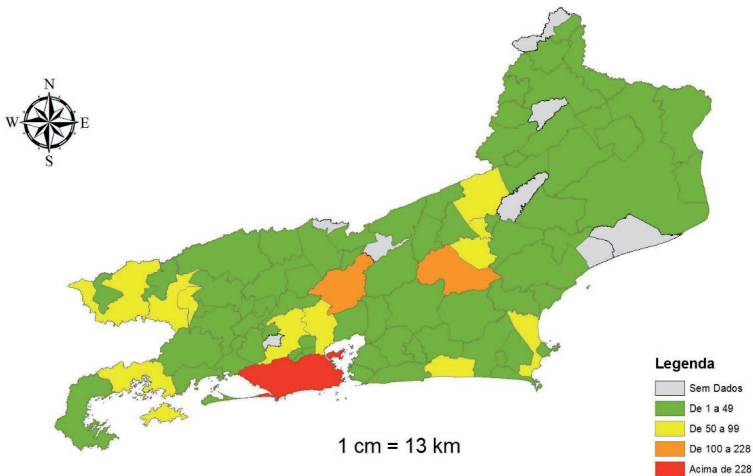 N
W E
S
1 cm = 13 km
Legenda
Sem Dados
De 1 a 49
De 50 a 99
De 100 a 228
Acima de 228